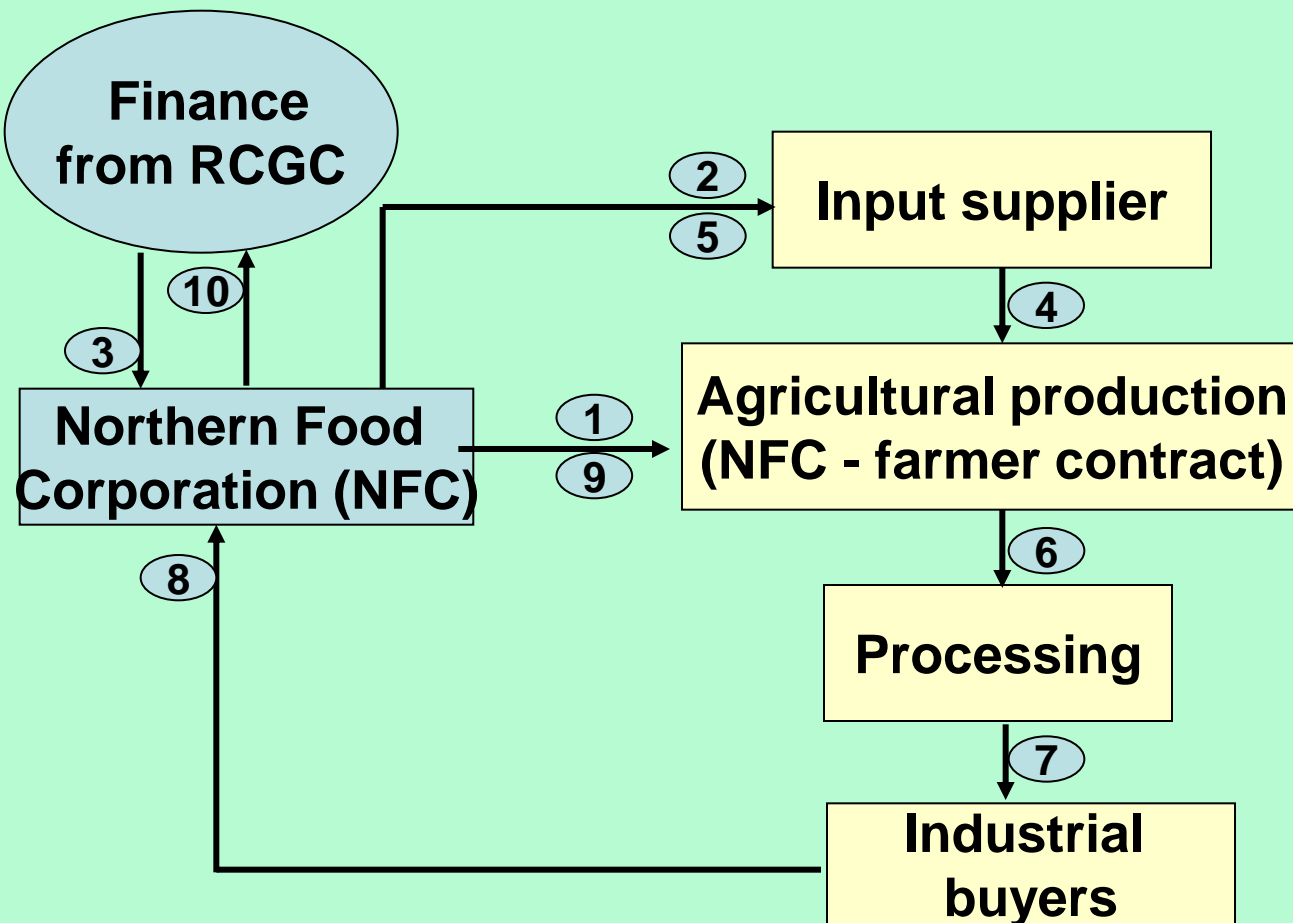 Finance
from RCGC
2
5
Input supplier
10
3
4
Northern Food
Corporation (NFC)
1
9
Agricultural production
(NFC - farmer contract)
8
6
Processing
7
Industrial
buyers